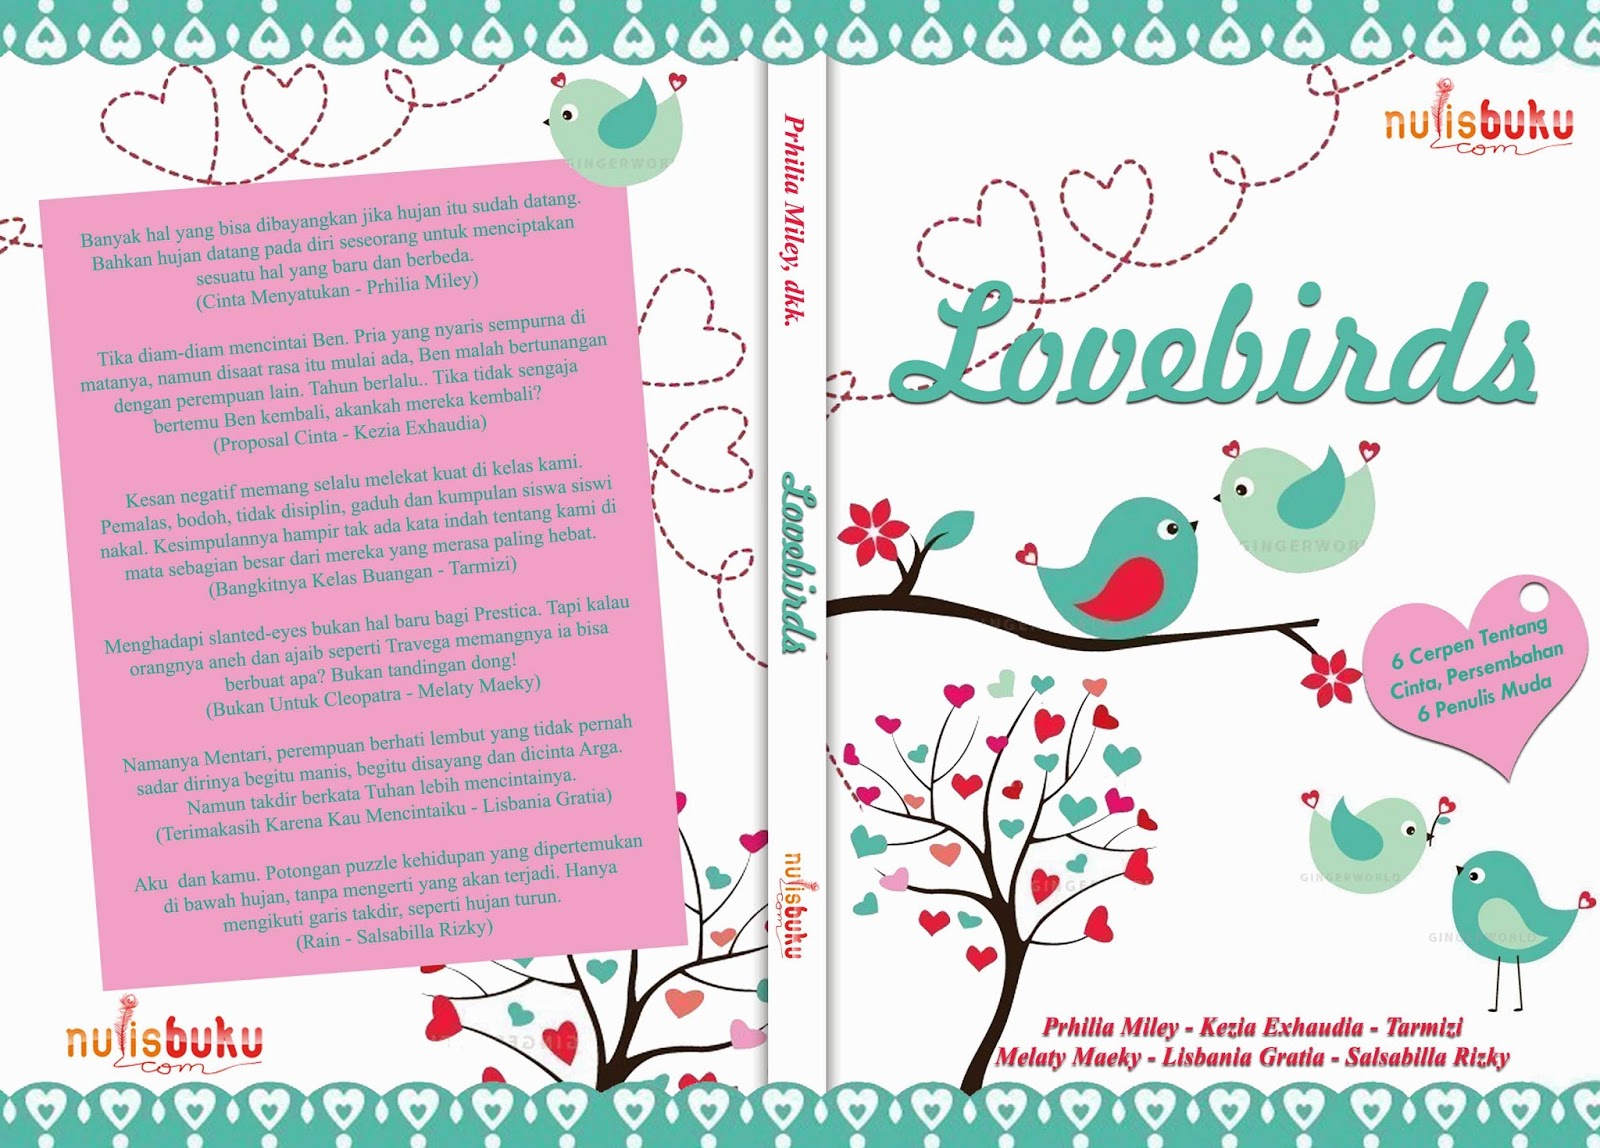 GINGERWORL
Banyak hal yang bisa dibayangkan jika hujan itu sudah datang.
Bahkan hujan datang pada diri seseorang untuk menciptakan
sesuatu hal yang baru dan berbeda.
(Cinta Menyatukan - Prhilia Miley)
Tika diam-diam mencintai Ben. Pria yang nyaris sempurna di
matanya, namun disaat rasa itu mulai ada, Ben malah bertunangan
dengan perempuan lain. Tahun berlalu.. Tika tidak sengaja
bertemu Ben kembali, akankah mereka kembali?
(Proposal Cinta - Kezia Exhaudia)
Kesan negatif memang selalu melekat kuat di kelas kami.
Pemalas, bodoh, tidak disiplin, gaduh dan kumpulan siswa siswi
nakal. Kesimpulannya hampir tak ada kata indah tentang kami di
mata sebagian besar dari mereka yang merasa paling hebat.
(Bangkitnya Kelas Buangan - Tarmizi)
Menghadapi slanted-eyes bukan hal baru bagi Prestica. Tapi kalau
orangnya aneh dan ajaib seperti Travega memangnya ia bisa
berbuat apa? Bukan tandingan dong!
(Bukan Untuk Cleopatra - Melaty Maeky)
Namanya Mentari, perempuan berhati lembut yang tidak pernah
sadar dirinya begitu manis, begitu disayang dan dicinta Arga.
Namun takdir berkata Tuhan lebih mencintainya.
(Terimakasih Karena Kau Mencintaiku - Lisbania Gratia)
Aku dan kamu. Potongan puzzle kehidupan yang dipertemukan
di bawah hujan, tanpa mengerti yang akan terjadi. Hanya
mengikuti garis takdir, seperti hujan turun.
(Rain - Salsabilla Rizky)
nulisbuku
com
Prhilia Miley, dkk.
Lovebirds
nulisbuku
com
nulisbuku
com
Lovebirds
GINGERWORL
6 Cerpen Tentang
Cinta, Persembahan
6 Penulis Muda
GINGERWORLD
GINGERWORLD
Prhilia Miley - Kezia Exhaudia - Tarmizi
Melaty Maeky - Lisbania Gratia - Salsabilla Rizky